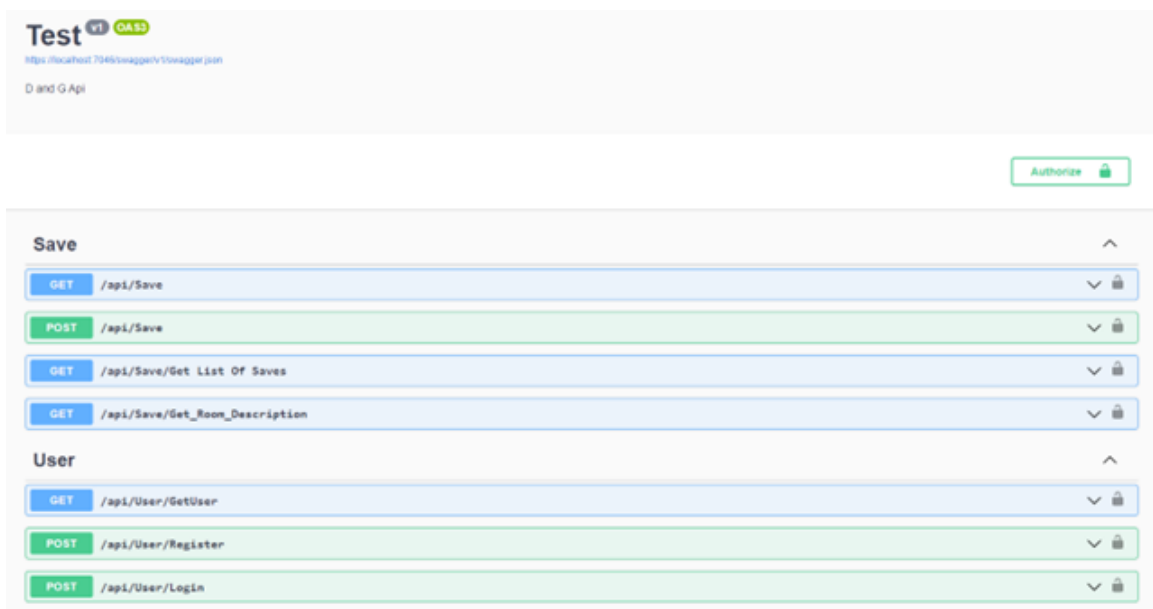 Test v1 OAS3
https://localhost:7046/swagger/v1/swagger.json
D and G Api
Authorize
Save
GET /api/Save
POST /api/Save
GET /api/Save/Get List Of Saves
GET /api/Save/Get_Room_Description
User
GET /api/User/GetUser
POST /api/User/Register
POST /api/User/Login